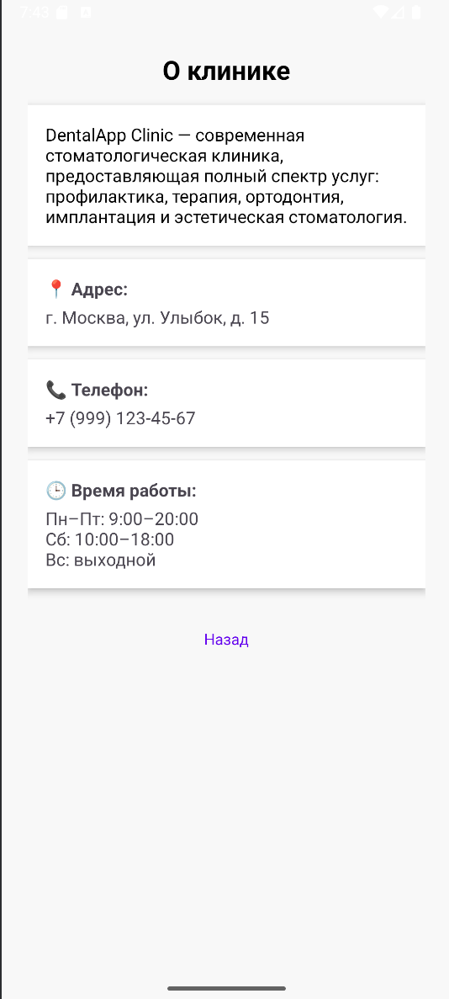 7:43
О клинике
DentalApp Clinic — современная
стоматологическая клиника,
предоставляющая полный спектр услуг:
профилактика, терапия, ортодонтия,
имплантация и эстетическая стоматология.
📍 Адрес:
г. Москва, ул. Улыбок, д. 15
📞 Телефон:
+7 (999) 123-45-67
🕒 Время работы:
Пн–Пт: 9:00–20:00
Сб: 10:00–18:00
Вс: выходной
Назад